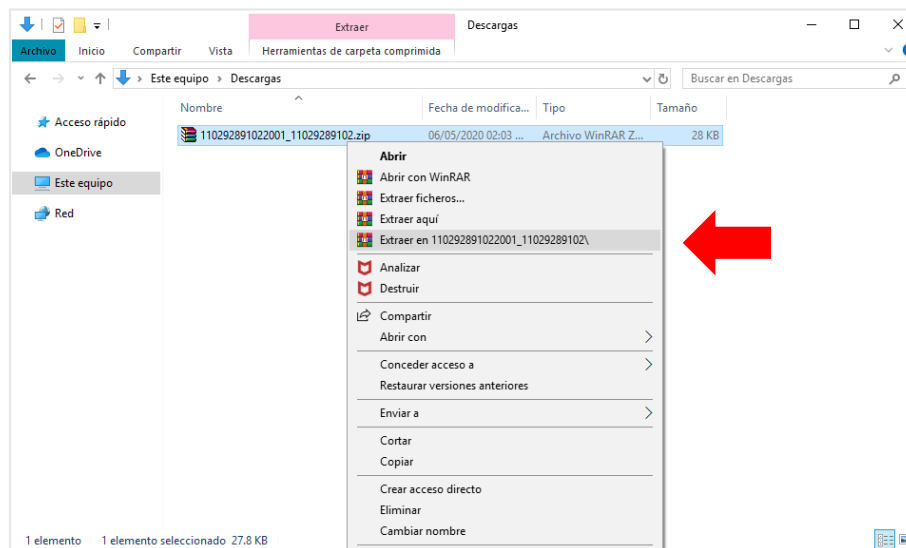 Extraer
Descargas
Archivo Inicio Compartir Vista Herramientas de carpeta comprimida
Este equipo › Descargas
Buscar en Descargas
Nombre Fecha de modifica... Tipo Tamaño
110292891022001_11029289102.zip 06/05/2020 02:03 ... Archivo WinRAR Z... 28 KB
Acceso rápido
OneDrive
Este equipo
Red
Abrir
Abrir con WinRAR
Extraer ficheros...
Extraer aquí
Extraer en 110292891022001_11029289102\
Analizar
Destruir
Compartir
Abrir con
Conceder acceso a
Restaurar versiones anteriores
Enviar a
Cortar
Copiar
Crear acceso directo
Eliminar
Cambiar nombre
1 elemento 1 elemento seleccionado 27.8 KB